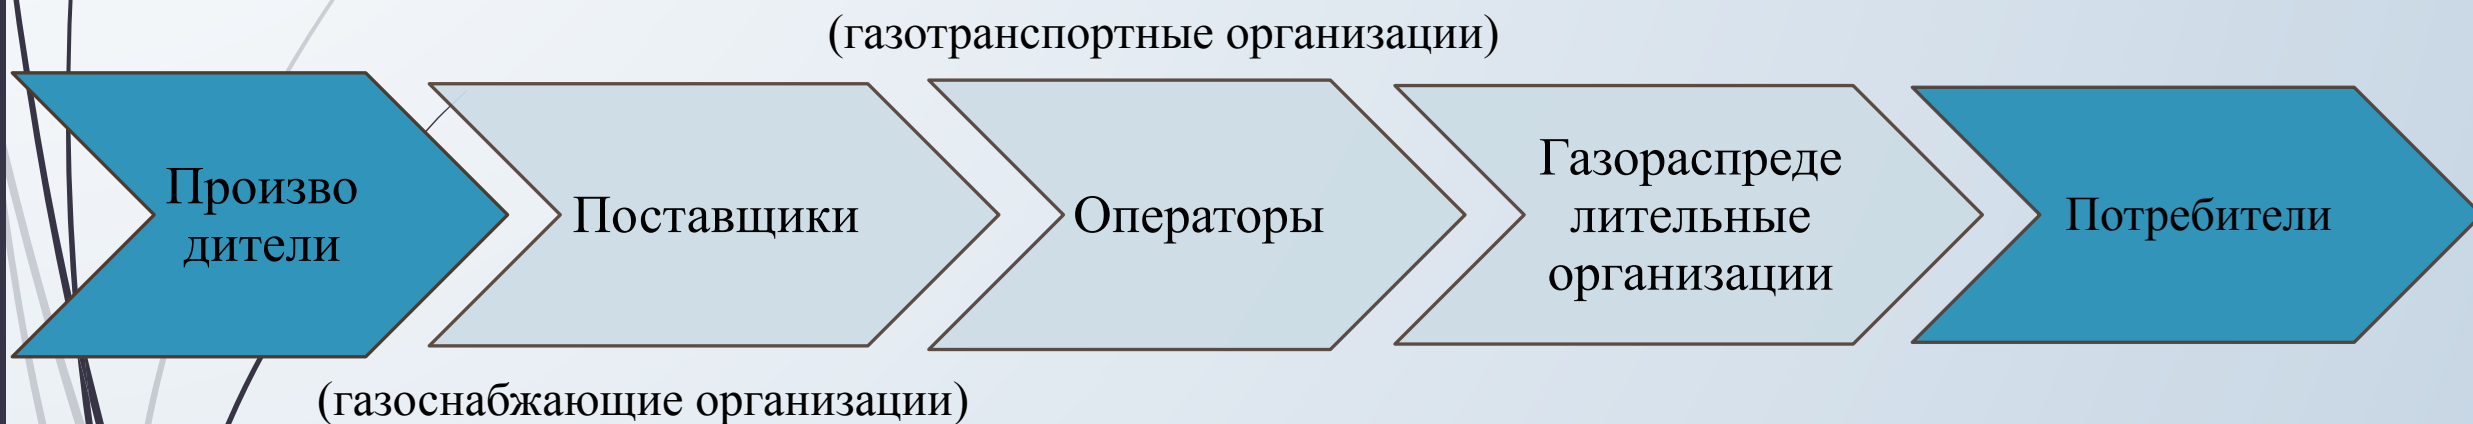 (газотранспортные организации)
Произво
дители
Поставщики
Операторы
Газораспреде
лительные
организации
Потребители
(газоснабжающие организации)